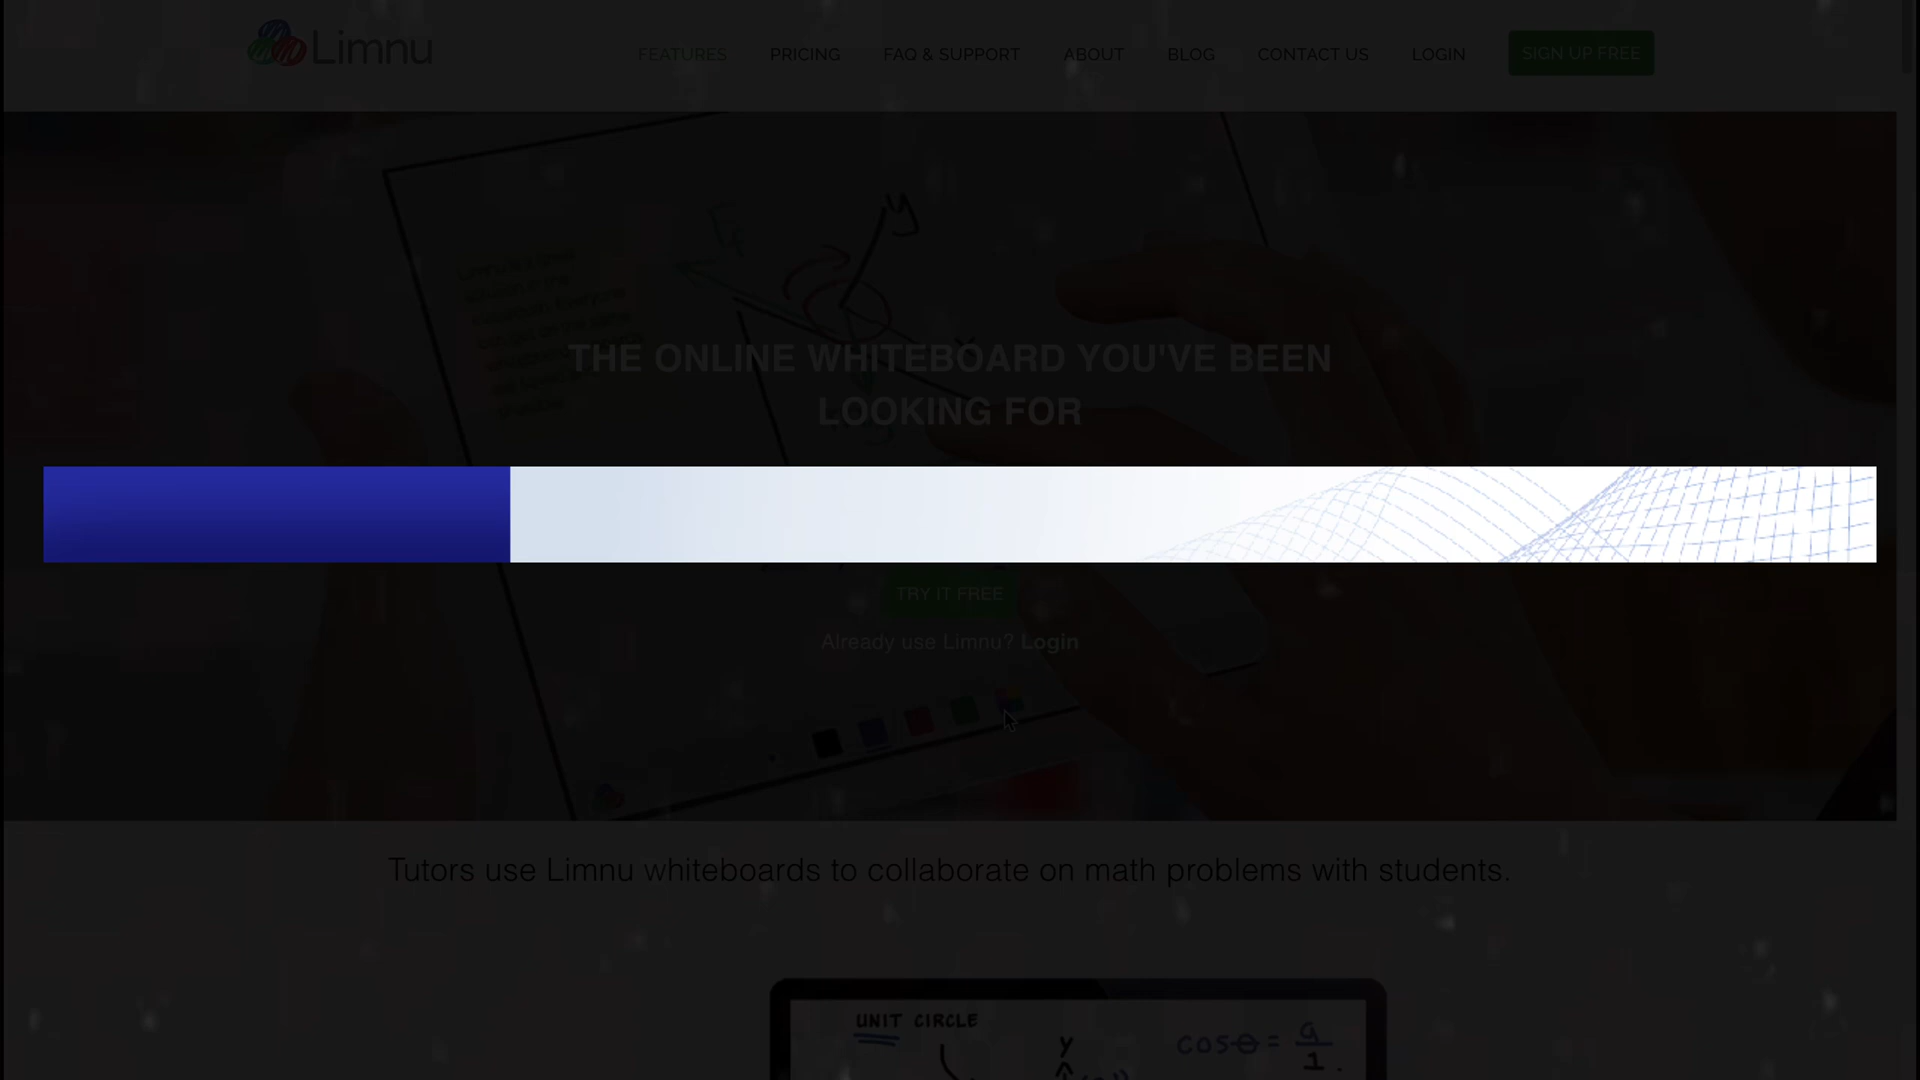 Limnu
FEATURES PRICING FAQ & SUPPORT ABOUT BLOG CONTACT US LOGIN SIGN UP FREE
y
x
THE ONLINE WHITEBOARD YOU'VE BEEN
LOOKING FOR
TRY IT FREE
Already use Limnu? Login
Tutors use Limnu whiteboards to collaborate on math problems with students.
UNIT CIRCLE
y
cosθ = a
1.